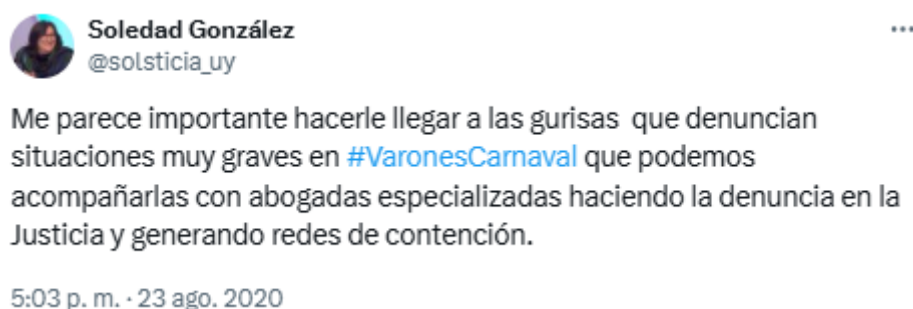 Soledad González
@solsticia_uy
Me parece importante hacerle llegar a las gurisas que denuncian
situaciones muy graves en #VaronesCarnaval que podemos
acompañarlas con abogadas especializadas haciendo la denuncia en la
Justicia y generando redes de contención.
5:03 p. m. · 23 ago. 2020